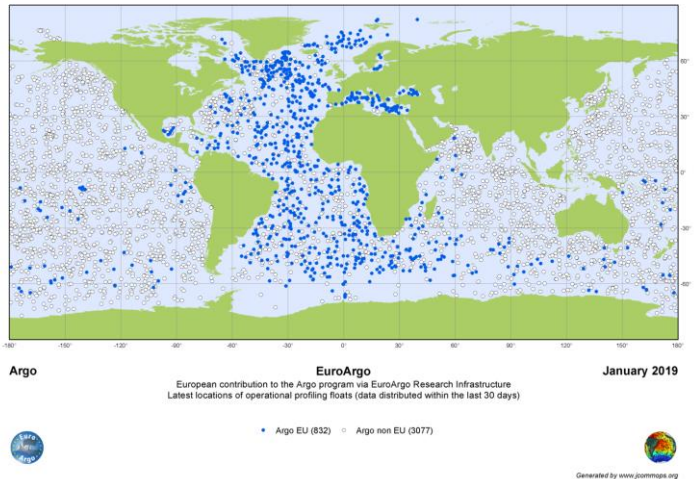 60°
30°
0°
-30°
-60°
-180° -150° -120° -90° -60° -30° 0° 30° 60° 90° 120° 150° 180°
Argo EuroArgo January 2019
European contribution to the Argo program via EuroArgo Research Infrastructure
Latest locations of operational profiling floats (data distributed within the last 30 days)
Argo EU (832) Argo non EU (3077)
Euro
Argo
Generated by www.jcommops.org